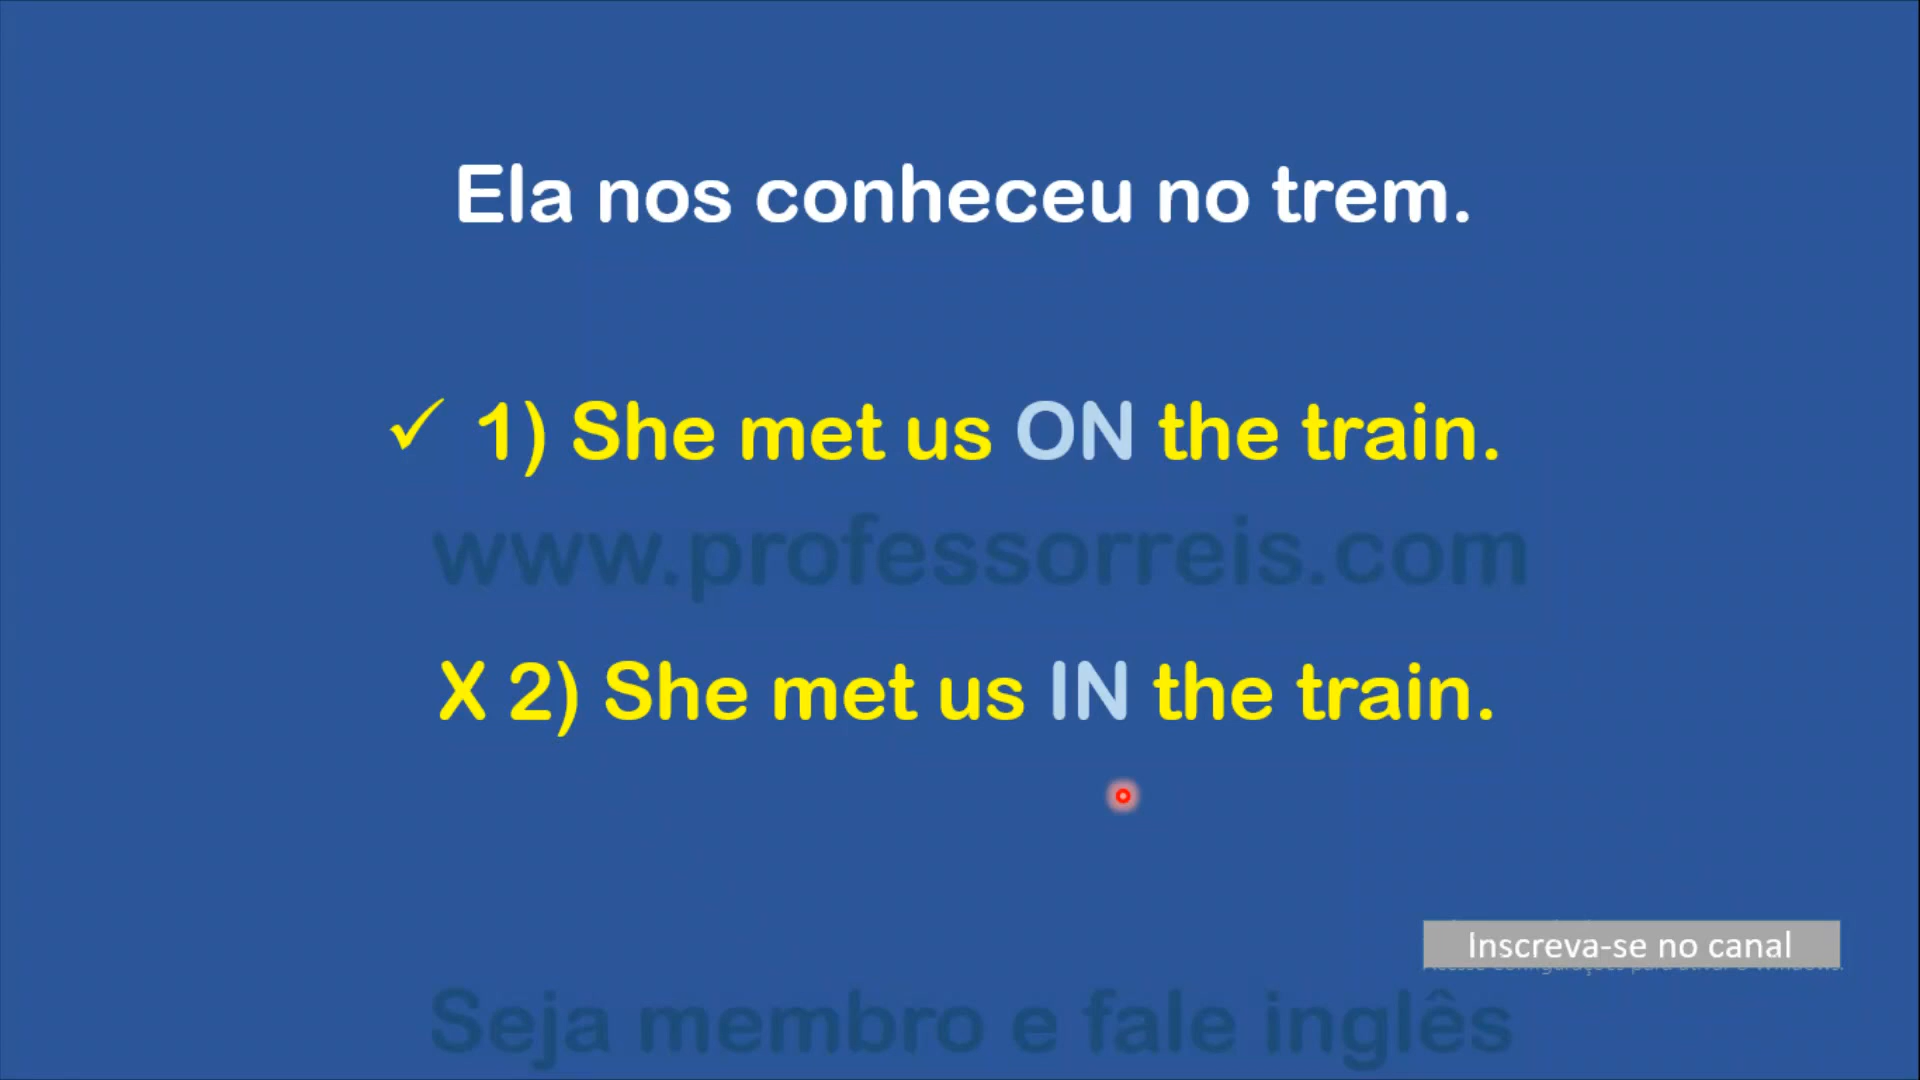 Ela nos conheceu no trem.
✓ 1) She met us ON the train.
www.professorreis.com
X 2) She met us IN the train.
Inscreva-se no canal
Seja membro e fale inglês